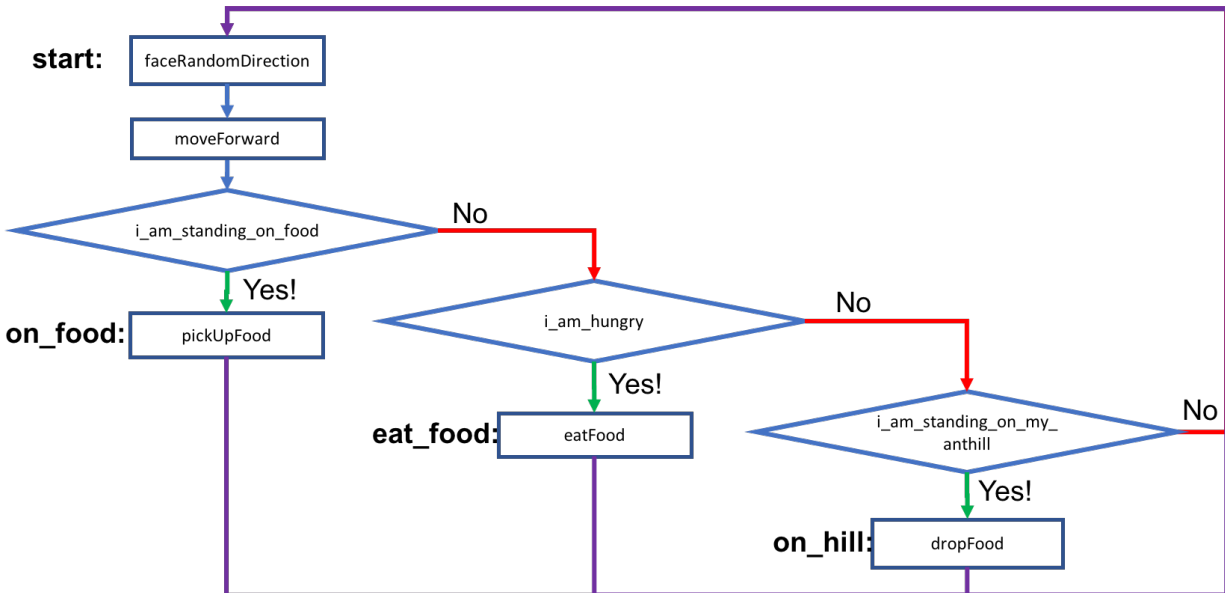 start:
faceRandomDirection
moveForward
i_am_standing_on_food
No
Yes!
on_food:
pickUpFood
i_am_hungry
No
Yes!
eat_food:
eatFood
i_am_standing_on_my_
anthill
No
Yes!
on_hill:
dropFood